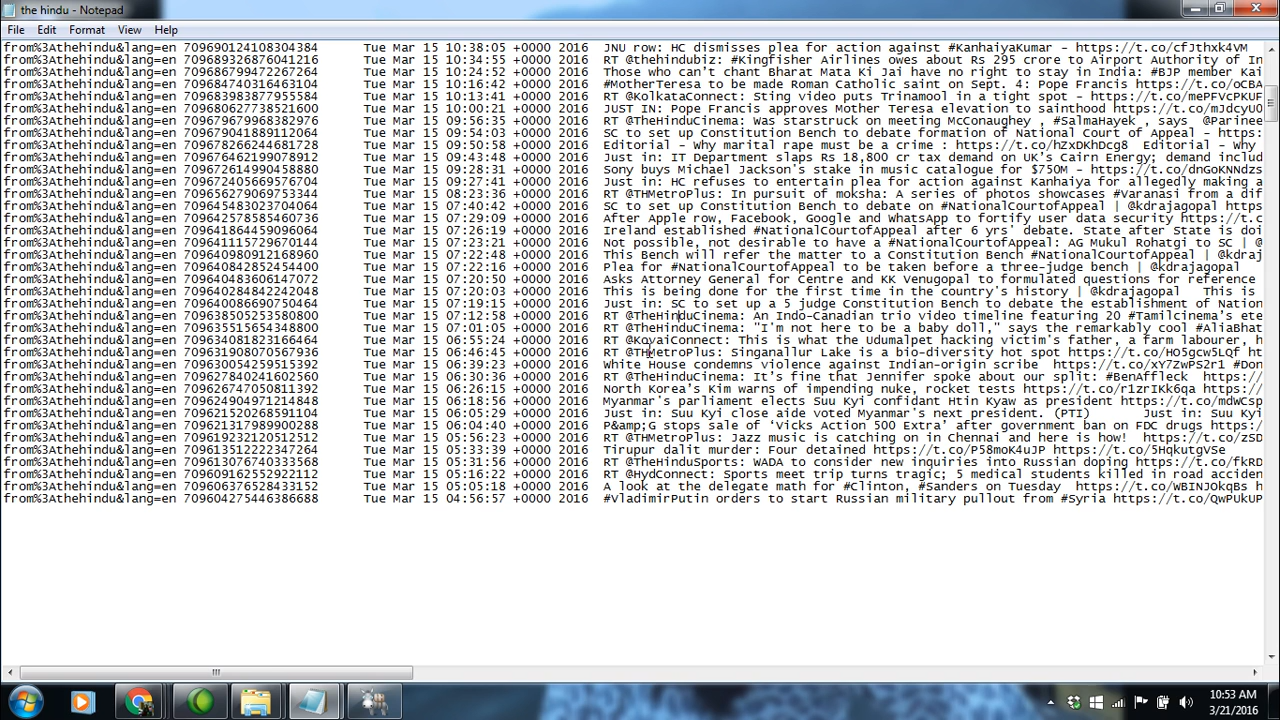 the hindu - Notepad
File Edit Format View Help
from%3Athehindu&lang=en 709690124108304384 Tue Mar 15 10:38:05 +0000 2016 JNU row: HC dismisses plea for action against #KanhaiyaKumar - https://t.co/cfJthxk4VM
from%3Athehindu&lang=en 709689326876041216 Tue Mar 15 10:34:55 +0000 2016 RT @thehindubiz: #Kingfisher Airlines owes about Rs 295 crore to Airport Authority of In
from%3Athehindu&lang=en 709686799472267264 Tue Mar 15 10:24:52 +0000 2016 Those who can't chant Bharat Mata Ki Jai have no right to stay in India: #BJP member Kai
from%3Athehindu&lang=en 709684740316463104 Tue Mar 15 10:16:42 +0000 2016 #MotherTeresa to be made Roman Catholic saint on Sept. 4: Pope Francis https://t.co/oCBA
from%3Athehindu&lang=en 709683983877955584 Tue Mar 15 10:13:41 +0000 2016 RT @KolkataConnect: Sting video puts Trinamool in a tight spot - https://t.co/mePFVcPKUF
from%3Athehindu&lang=en 709680627738521600 Tue Mar 15 10:00:21 +0000 2016 JUST IN: Pope Francis approves Mother Teresa elevation to sainthood https://t.co/mJdcyUO
from%3Athehindu&lang=en 709679679968382976 Tue Mar 15 09:56:35 +0000 2016 RT @TheHinduCinema: Was starstruck on meeting McConaughey , #SalmaHayek , says @Parinee
from%3Athehindu&lang=en 709679041889112064 Tue Mar 15 09:54:03 +0000 2016 SC to set up Constitution Bench to debate formation of National Court of Appeal - https:
from%3Athehindu&lang=en 709678266244681728 Tue Mar 15 09:50:58 +0000 2016 Editorial - Why marital rape must be a crime : https://t.co/hZxDKhDcg8 Editorial - Why
from%3Athehindu&lang=en 709676462199078912 Tue Mar 15 09:43:48 +0000 2016 Just in: IT Department slaps Rs 18,800 cr tax demand on UK's Cairn Energy; demand includ
from%3Athehindu&lang=en 709672614990458880 Tue Mar 15 09:28:31 +0000 2016 Sony buys Michael Jackson's stake in music catalogue for $750M - https://t.co/dnGoKNNdzs
from%3Athehindu&lang=en 709672405669576704 Tue Mar 15 09:27:41 +0000 2016 Just in: HC refuses to entertain plea for action against Kanhaiya for allegedly making a
from%3Athehindu&lang=en 709656279069753344 Tue Mar 15 08:23:36 +0000 2016 RT @THMetroPlus: In pursuit of moksha: A series of photos showcases #Varanasi from a dif
from%3Athehindu&lang=en 709645483023704064 Tue Mar 15 07:40:42 +0000 2016 SC to set up Constitution Bench to debate on #NationalCourtofAppeal | @kdrajagopal https
from%3Athehindu&lang=en 709642578585460736 Tue Mar 15 07:29:09 +0000 2016 After Apple row, Facebook, Google and WhatsApp to fortify user data security https://t.c
from%3Athehindu&lang=en 709641864459096064 Tue Mar 15 07:26:19 +0000 2016 Ireland established #NationalCourtofAppeal after 6 yrs' debate. State after State is doi
from%3Athehindu&lang=en 709641115729670144 Tue Mar 15 07:23:21 +0000 2016 Not possible, not desirable to have a #NationalCourtofAppeal: AG Mukul Rohatgi to SC | @
from%3Athehindu&lang=en 709640980912168960 Tue Mar 15 07:22:48 +0000 2016 This Bench will refer the matter to a Constitution Bench #NationalCourtofAppeal | @kdraj
from%3Athehindu&lang=en 709640842852454400 Tue Mar 15 07:22:16 +0000 2016 Plea for #NationalCourtofAppeal to be taken before a three-judge bench | @kdrajagopal
from%3Athehindu&lang=en 709640483606147072 Tue Mar 15 07:20:50 +0000 2016 Asks Attorney General for Centre and KK Venugopal to formulated questions for reference
from%3Athehindu&lang=en 709640284842242048 Tue Mar 15 07:20:03 +0000 2016 This is being done for the first time in the country's history | @kdrajagopal This is
from%3Athehindu&lang=en 709640086690750464 Tue Mar 15 07:19:15 +0000 2016 Just in: SC to set up a 5 judge Constitution Bench to debate the establishment of Nation
from%3Athehindu&lang=en 709638505253580800 Tue Mar 15 07:12:58 +0000 2016 RT @TheHinduCinema: An Indo-Canadian trio video timeline featuring 20 #Tamilcinema's ete
from%3Athehindu&lang=en 709635515654348800 Tue Mar 15 07:01:05 +0000 2016 RT @TheHinduCinema: "I'm not here to be a baby doll," says the remarkably cool #AliaBhat
from%3Athehindu&lang=en 709634081823166464 Tue Mar 15 06:55:24 +0000 2016 RT @KovaiConnect: This is what the Udumalpet hacking victim's father, a farm labourer, h
from%3Athehindu&lang=en 709631908070567936 Tue Mar 15 06:46:45 +0000 2016 RT @THMetroPlus: Singanallur Lake is a bio-diversity hot spot https://t.co/HO5gcw5LQf ht
from%3Athehindu&lang=en 709630054259515392 Tue Mar 15 06:39:23 +0000 2016 White House condemns violence against Indian-origin scribe https://t.co/xY7ZwPS2r1 #Don
from%3Athehindu&lang=en 709627840241602560 Tue Mar 15 06:30:36 +0000 2016 RT @TheHinduCinema: It's fine that Jennifer spoke about our split: #BenAffleck https://t
from%3Athehindu&lang=en 709626747050811392 Tue Mar 15 06:26:15 +0000 2016 North Korea's Kim warns of impending nuke, rocket tests https://t.co/r1zrIkK6qa https://
from%3Athehindu&lang=en 709624904971214848 Tue Mar 15 06:18:56 +0000 2016 Myanmar's parliament elects Suu Kyi Confidant Htin Kyaw as president https://t.co/mdWCsp
from%3Athehindu&lang=en 709621520268591104 Tue Mar 15 06:05:29 +0000 2016 Just in: Suu Kyi close aide voted Myanmar's next president. (PTI) Just in: Suu Kyi
from%3Athehindu&lang=en 709621317989900288 Tue Mar 15 06:04:40 +0000 2016 P&amp;G stops sale of ‘Vicks Action 500 Extra’ after government ban on FDC drugs https:/
from%3Athehindu&lang=en 709619232120512512 Tue Mar 15 05:56:23 +0000 2016 RT @THMetroPlus: Jazz music is catching on in Chennai and here is how! https://t.co/zSD
from%3Athehindu&lang=en 709613512222347264 Tue Mar 15 05:33:39 +0000 2016 Tirupur dalit murder: Four detained https://t.co/P58moK4uJP https://t.co/5HqkutgVSe
from%3Athehindu&lang=en 709613076740333568 Tue Mar 15 05:31:56 +0000 2016 RT @TheHinduSports: WADA to consider new inquiries into Russian doping https://t.co/fkRD
from%3Athehindu&lang=en 709609162552922112 Tue Mar 15 05:16:22 +0000 2016 RT @HydConnect: Sports meet trip turns tragic; 5 medical students killed in road acciden
from%3Athehindu&lang=en 709606376528433152 Tue Mar 15 05:05:18 +0000 2016 A look at the delegate math for #Clinton, #Sanders on Tuesday https://t.co/WBINJOkqBs h
from%3Athehindu&lang=en 709604275446386688 Tue Mar 15 04:56:57 +0000 2016 #VladimirPutin orders to start Russian military pullout from #Syria https://t.co/QwPUkUP
10:53 AM
3/21/2016